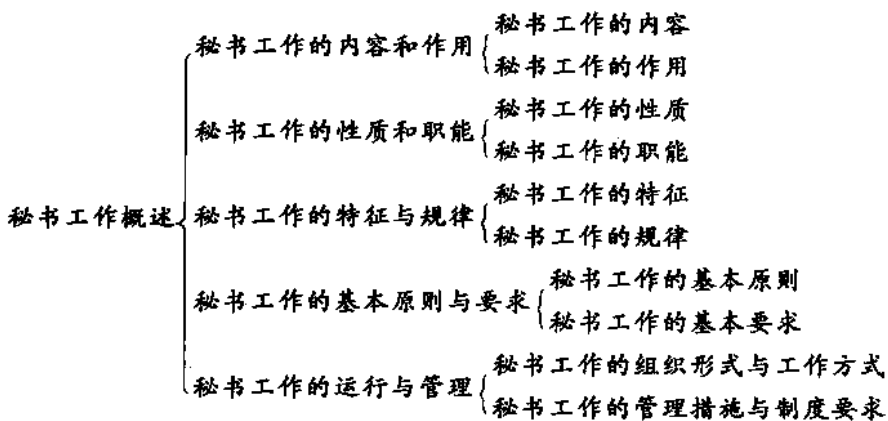 秘书工作概述
秘书工作的内容和作用
秘书工作的内容
秘书工作的作用
秘书工作的性质和职能
秘书工作的性质
秘书工作的职能
秘书工作的特征与规律
秘书工作的特征
秘书工作的规律
秘书工作的基本原则与要求
秘书工作的基本原则
秘书工作的基本要求
秘书工作的运行与管理
秘书工作的组织形式与工作方式
秘书工作的管理措施与制度要求